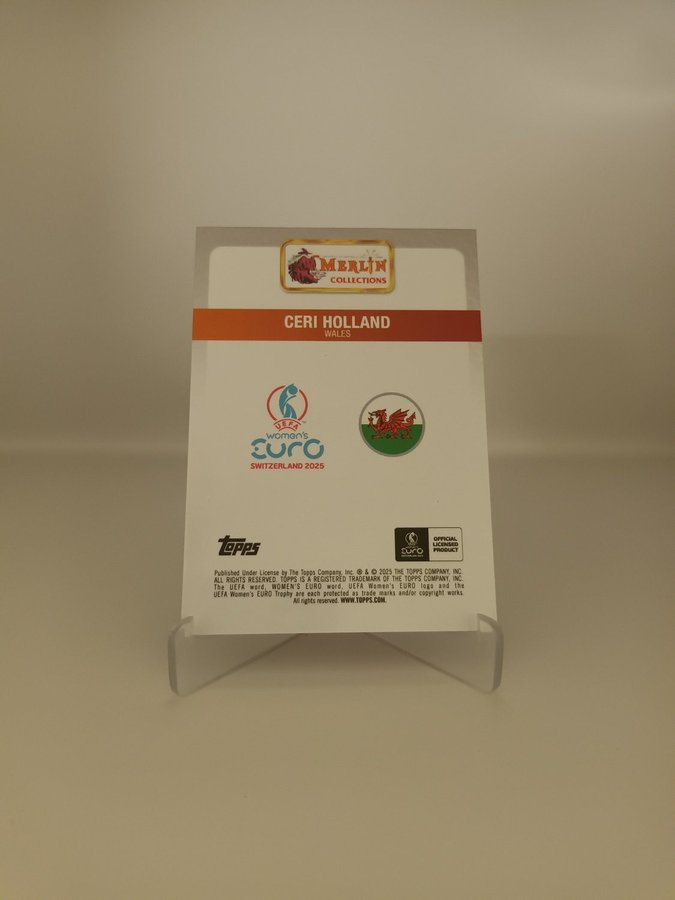 MERLIN
COLLECTIONS
CERI HOLLAND
WALES
UEFA
women's
EURO
SWITZERLAND 2025
topps
EURO
OFFICIAL
LICENSED
PRODUCT
Published Under License by The Topps Company, Inc. ® & © 2025 THE TOPPS COMPANY, INC.
ALL RIGHTS RESERVED. TOPPS IS A REGISTERED TRADEMARK OF THE TOPPS COMPANY, INC.
The UEFA word, WOMEN'S EURO word, UEFA Women's EURO logo and the
UEFA Women's EURO Trophy are each protected as trade marks and/or copyright works.
All rights reserved. WWW.TOPPS.COM.